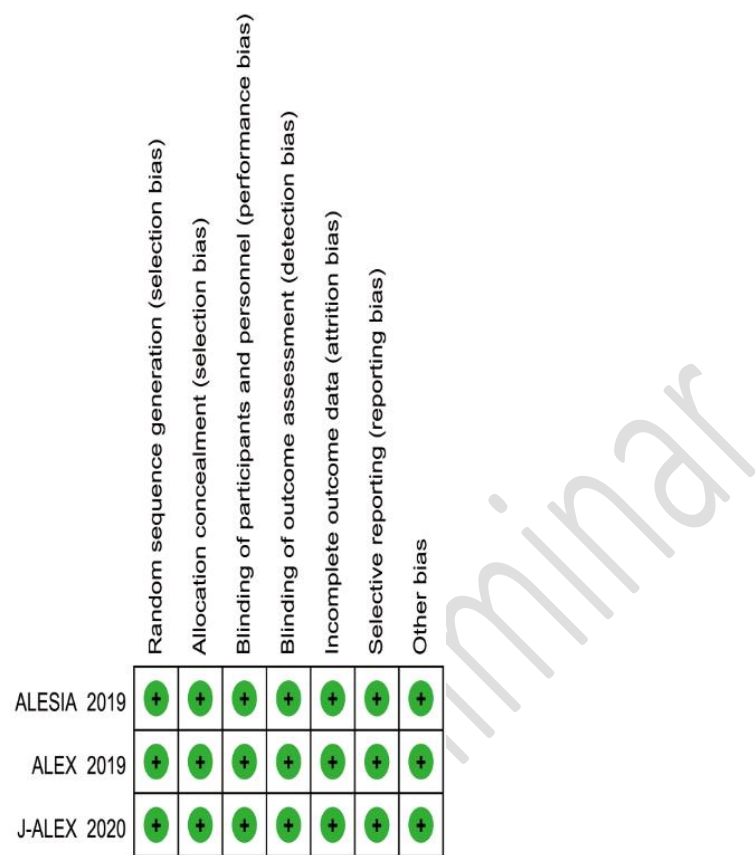 Random sequence generation (selection bias)
Allocation concealment (selection bias)
Blinding of participants and personnel (performance bias)
Blinding of outcome assessment (detection bias)
Incomplete outcome data (attrition bias)
Selective reporting (reporting bias)
Other bias
ALESIA 2019 + + + + + + +
ALEX 2019 + + + + + + +
J-ALEX 2020 + + + + + + +